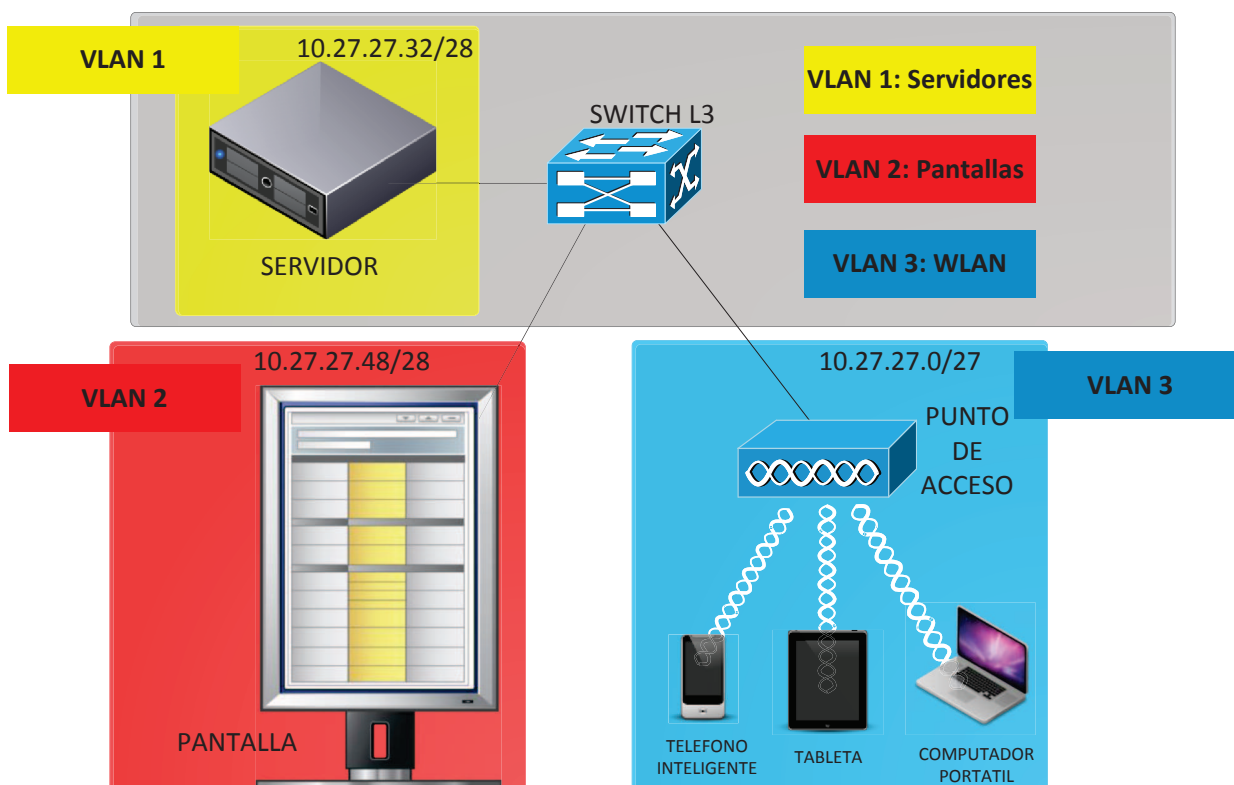 VLAN 1
10.27.27.32/28
SERVIDOR
SWITCH L3
VLAN 1: Servidores
VLAN 2: Pantallas
VLAN 3: WLAN
VLAN 2
10.27.27.48/28
PANTALLA
10.27.27.0/27
VLAN 3
PUNTO
DE
ACCESO
TELEFONO
INTELIGENTE
TABLETA
COMPUTADOR
PORTATIL